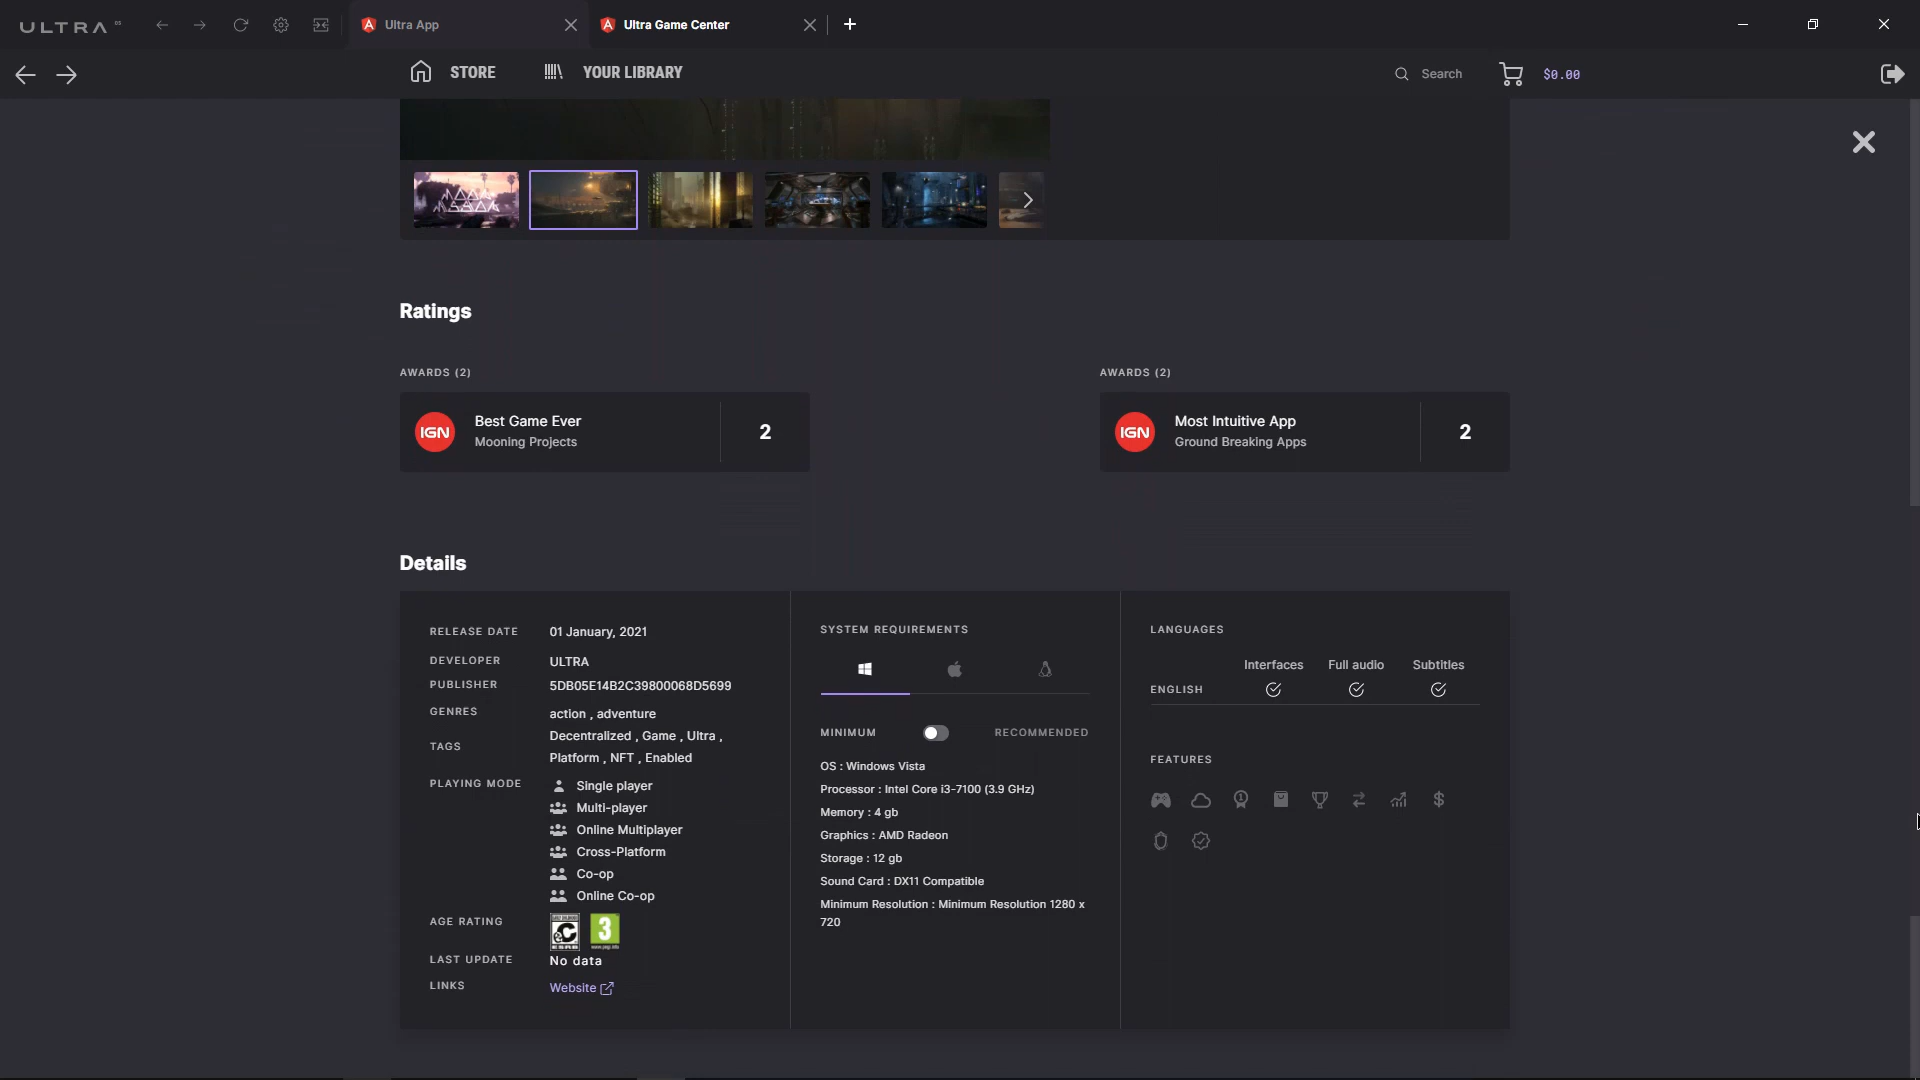 ULTRA OS
Ultra App
Ultra Game Center
STORE
YOUR LIBRARY
Search
$0.00
Ratings
AWARDS (2)
IGN
Best Game Ever
Mooning Projects
2
AWARDS (2)
IGN
Most Intuitive App
Ground Breaking Apps
2
Details
RELEASE DATE 01 January, 2021
DEVELOPER ULTRA
PUBLISHER 5DB05E14B2C39800068D5699
GENRES action , adventure
TAGS Decentralized , Game , Ultra ,
Platform , NFT , Enabled
PLAYING MODE Single player
Multi-player
Online Multiplayer
Cross-Platform
Co-op
Online Co-op
AGE RATING 3
LAST UPDATE No data
LINKS Website
SYSTEM REQUIREMENTS
MINIMUM RECOMMENDED
OS : Windows Vista
Processor : Intel Core i3-7100 (3.9 GHz)
Memory : 4 gb
Graphics : AMD Radeon
Storage : 12 gb
Sound Card : DX11 Compatible
Minimum Resolution : Minimum Resolution 1280 x
720
LANGUAGES
Interfaces Full audio Subtitles
ENGLISH
FEATURES